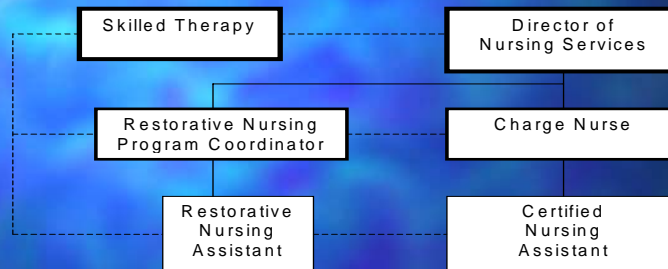 Skilled Therapy
Director of
Nursing Services
Restorative Nursing
Program Coordinator
Charge Nurse
Restorative
Nursing
Assistant
Certified
Nursing
Assistant